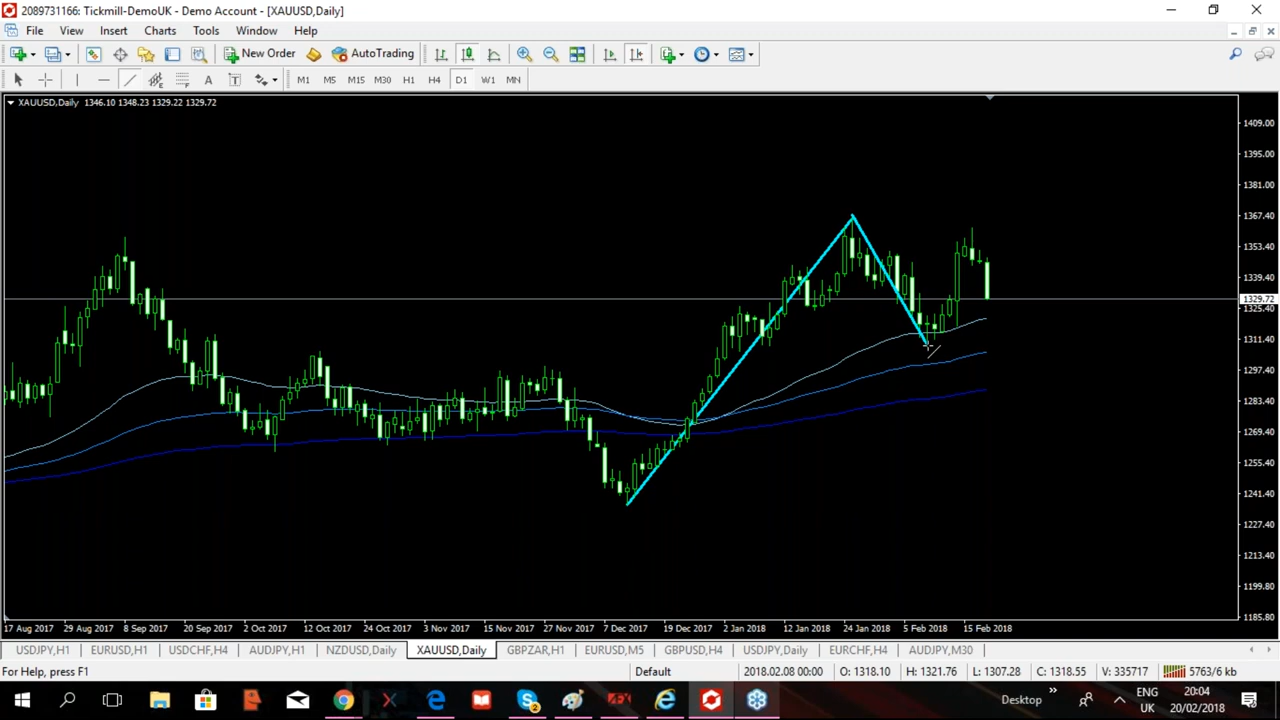 2089731166: Tickmill-DemoUK - Demo Account - [XAUUSD,Daily]
File View Insert Charts Tools Window Help
New Order AutoTrading
A T M1 M5 M15 M30 H1 H4 D1 W1 MN
XAUUSD,Daily 1346.10 1348.23 1329.22 1329.72
1409.00
1395.00
1381.00
1367.40
1353.40
1339.40
1329.72
1325.40
1311.40
1297.40
1283.40
1269.40
1255.40
1241.40
1227.40
1213.40
1199.80
1185.80
17 Aug 2017 29 Aug 2017 8 Sep 2017 20 Sep 2017 2 Oct 2017 12 Oct 2017 24 Oct 2017 3 Nov 2017 15 Nov 2017 27 Nov 2017 7 Dec 2017 19 Dec 2017 2 Jan 2018 12 Jan 2018 24 Jan 2018 5 Feb 2018 15 Feb 2018
USDJPY,H1 EURUSD,H1 USDCHF,H4 AUDJPY,H1 NZDUSD,Daily XAUUSD,Daily GBPZAR,H1 EURUSD,M5 GBPUSD,H4 USDJPY,Daily EURCHF,H4 AUDJPY,M30
For Help, press F1 Default 2018.02.08 00:00 O: 1318.10 H: 1321.76 L: 1307.28 C: 1318.55 V: 335717 5763/6 kb
Desktop ENG UK 20:04 20/02/2018